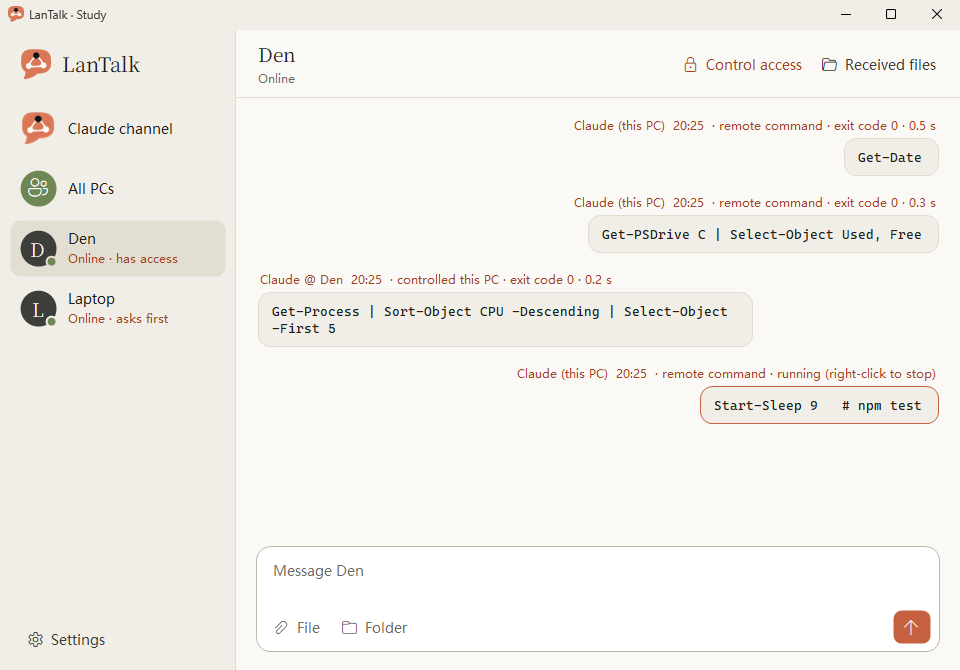 LanTalk · Study
LanTalk
Claude channel
All PCs
D
Den
Online · has access
L
Laptop
Online · asks first
Settings
Den
Online
Control access
Received files
Claude (this PC) 20:25 · remote command · exit code 0 · 0.5 s
Get-Date
Claude (this PC) 20:25 · remote command · exit code 0 · 0.3 s
Get-PSDrive C | Select-Object Used, Free
Claude @ Den 20:25 · controlled this PC · exit code 0 · 0.2 s
Get-Process | Sort-Object CPU -Descending | Select-Object
-First 5
Claude (this PC) 20:25 · remote command · running (right-click to stop)
Start-Sleep 9   # npm test
Message Den
File
Folder